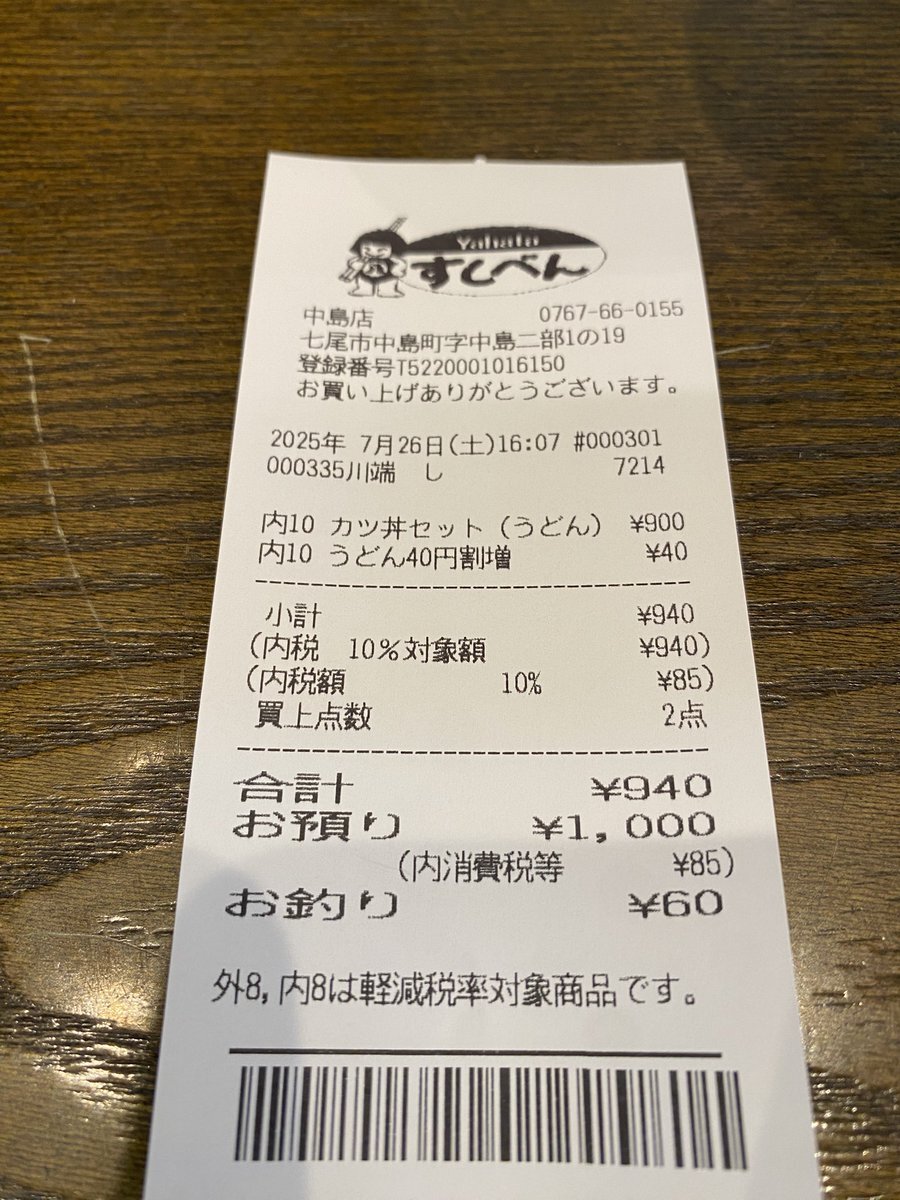 Yahata
すしべん
中島店 0767-66-0155
七尾市中島町字中島二部1の19
登録番号T5220001016150
お買い上げありがとうございます。
2025年 7月26日(土)16:07 #000301
000335川端 し 7214
内10 カツ丼セット（うどん） ¥900
内10 うどん40円割増 ¥40
小計 ¥940
(内税 10%対象額 ¥940)
(内税額 10% ¥85)
買上点数 2点
合計 ¥940
お預り ¥1,000
(内消費税等 ¥85)
お釣り ¥60
外8,内8は軽減税率対象商品です。